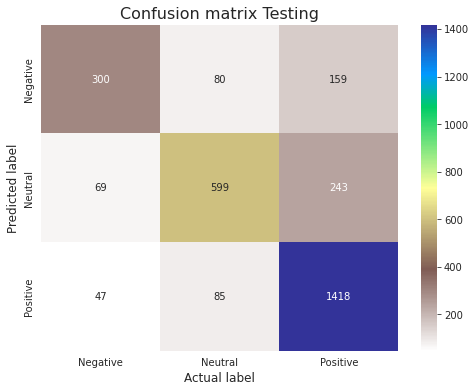 Confusion matrix Testing
1400
1200
1000
800
600
400
200
Predicted label
Negative
300 80 159
Neutral
69 599 243
Positive
47 85 1418
Negative Neutral Positive
Actual label